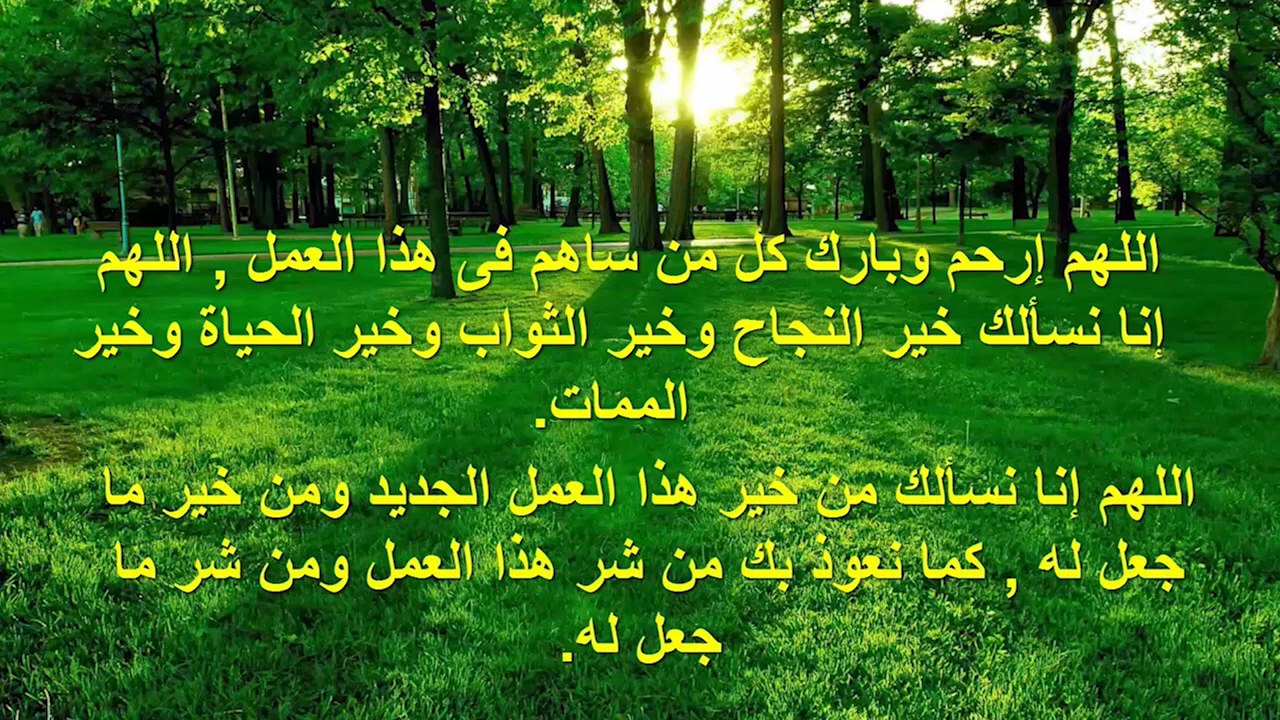 اللهم إرحم وبارك كل من ساهم فى هذا العمل , اللهم
إنا نسألك خير النجاح وخير الثواب وخير الحياة وخير
الممات.
اللهم إنا نسألك من خير هذا العمل الجديد ومن خير ما
جعل له , كما نعوذ بك من شر هذا العمل ومن شر ما
جعل له.